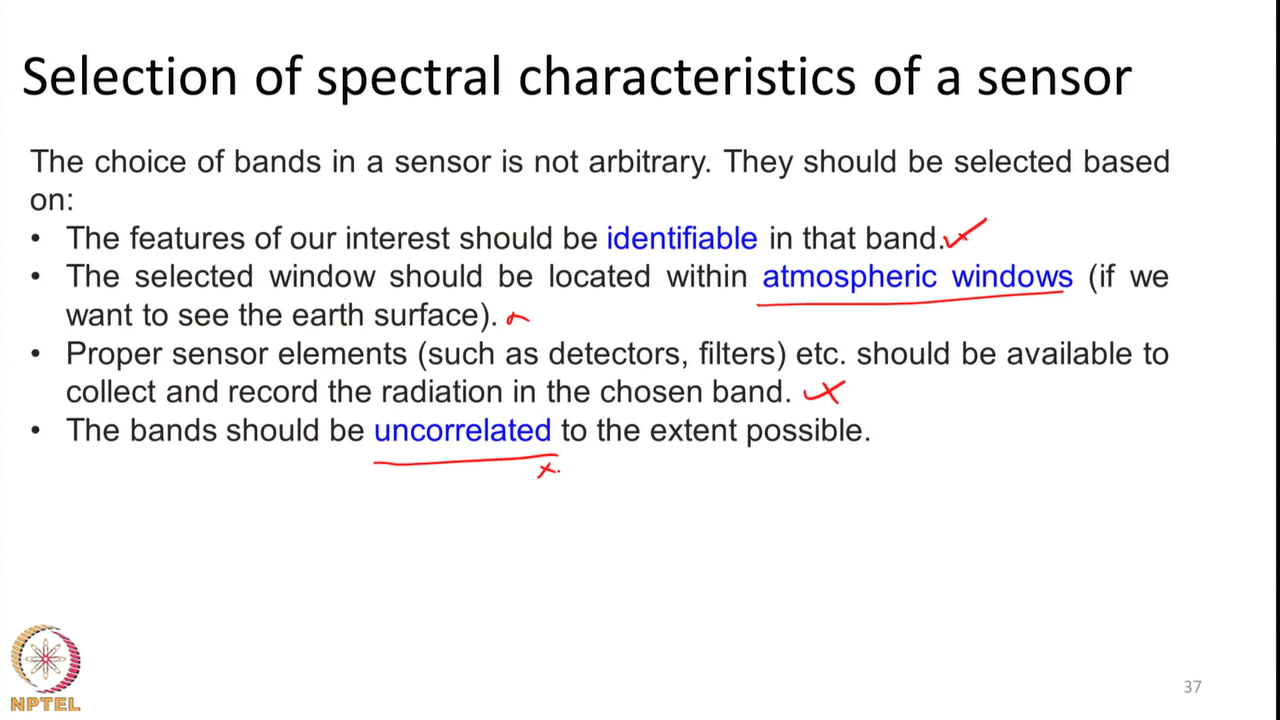 Selection of spectral characteristics of a sensor
The choice of bands in a sensor is not arbitrary. They should be selected based
on:
• The features of our interest should be identifiable in that band.
• The selected window should be located within atmospheric windows (if we
want to see the earth surface).
• Proper sensor elements (such as detectors, filters) etc. should be available to
collect and record the radiation in the chosen band.
• The bands should be uncorrelated to the extent possible.
NPTEL
37